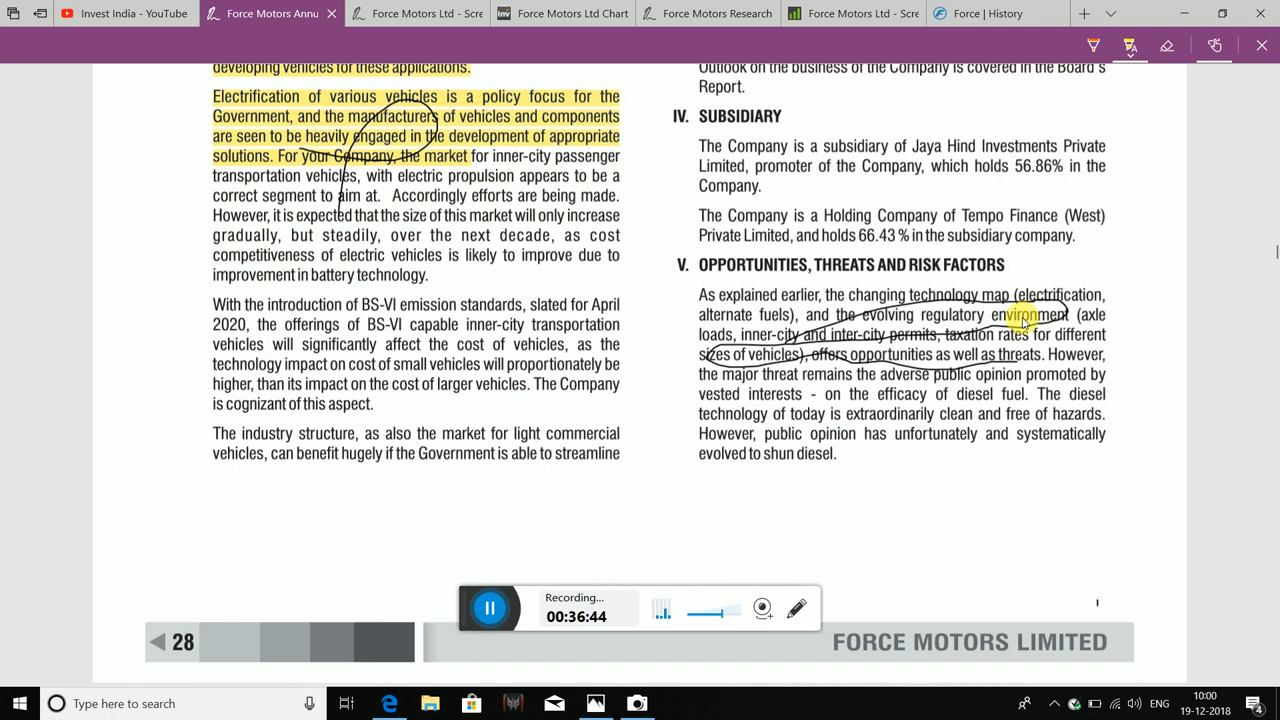 Invest India - YouTube
Force Motors Annu
Force Motors Ltd - Scre
Force Motors Ltd Chart
Force Motors Research
Force Motors Ltd - Scre
Force | History
developing vehicles for these applications.
Electrification of various vehicles is a policy focus for the
Government, and the manufacturers of vehicles and components
are seen to be heavily engaged in the development of appropriate
solutions. For your Company, the market for inner-city passenger
transportation vehicles, with electric propulsion appears to be a
correct segment to aim at. Accordingly efforts are being made.
However, it is expected that the size of this market will only increase
gradually, but steadily, over the next decade, as cost
competitiveness of electric vehicles is likely to improve due to
improvement in battery technology.
With the introduction of BS-VI emission standards, slated for April
2020, the offerings of BS-VI capable inner-city transportation
vehicles will significantly affect the cost of vehicles, as the
technology impact on cost of small vehicles will proportionately be
higher, than its impact on the cost of larger vehicles. The Company
is cognizant of this aspect.
The industry structure, as also the market for light commercial
vehicles, can benefit hugely if the Government is able to streamline
Outlook on the business of the Company is covered in the Board's
Report.
IV. SUBSIDIARY
The Company is a subsidiary of Jaya Hind Investments Private
Limited, promoter of the Company, which holds 56.86% in the
Company.
The Company is a Holding Company of Tempo Finance (West)
Private Limited, and holds 66.43 % in the subsidiary company.
V. OPPORTUNITIES, THREATS AND RISK FACTORS
As explained earlier, the changing technology map (electrification,
alternate fuels), and the evolving regulatory environment (axle
loads, inner-city and inter-city permits, taxation rates for different
sizes of vehicles), offers opportunities as well as threats. However,
the major threat remains the adverse public opinion promoted by
vested interests - on the efficacy of diesel fuel. The diesel
technology of today is extraordinarily clean and free of hazards.
However, public opinion has unfortunately and systematically
evolved to shun diesel.
Recording...
00:36:44
28
FORCE MOTORS LIMITED
Type here to search
ENG
10:00
19-12-2018
4